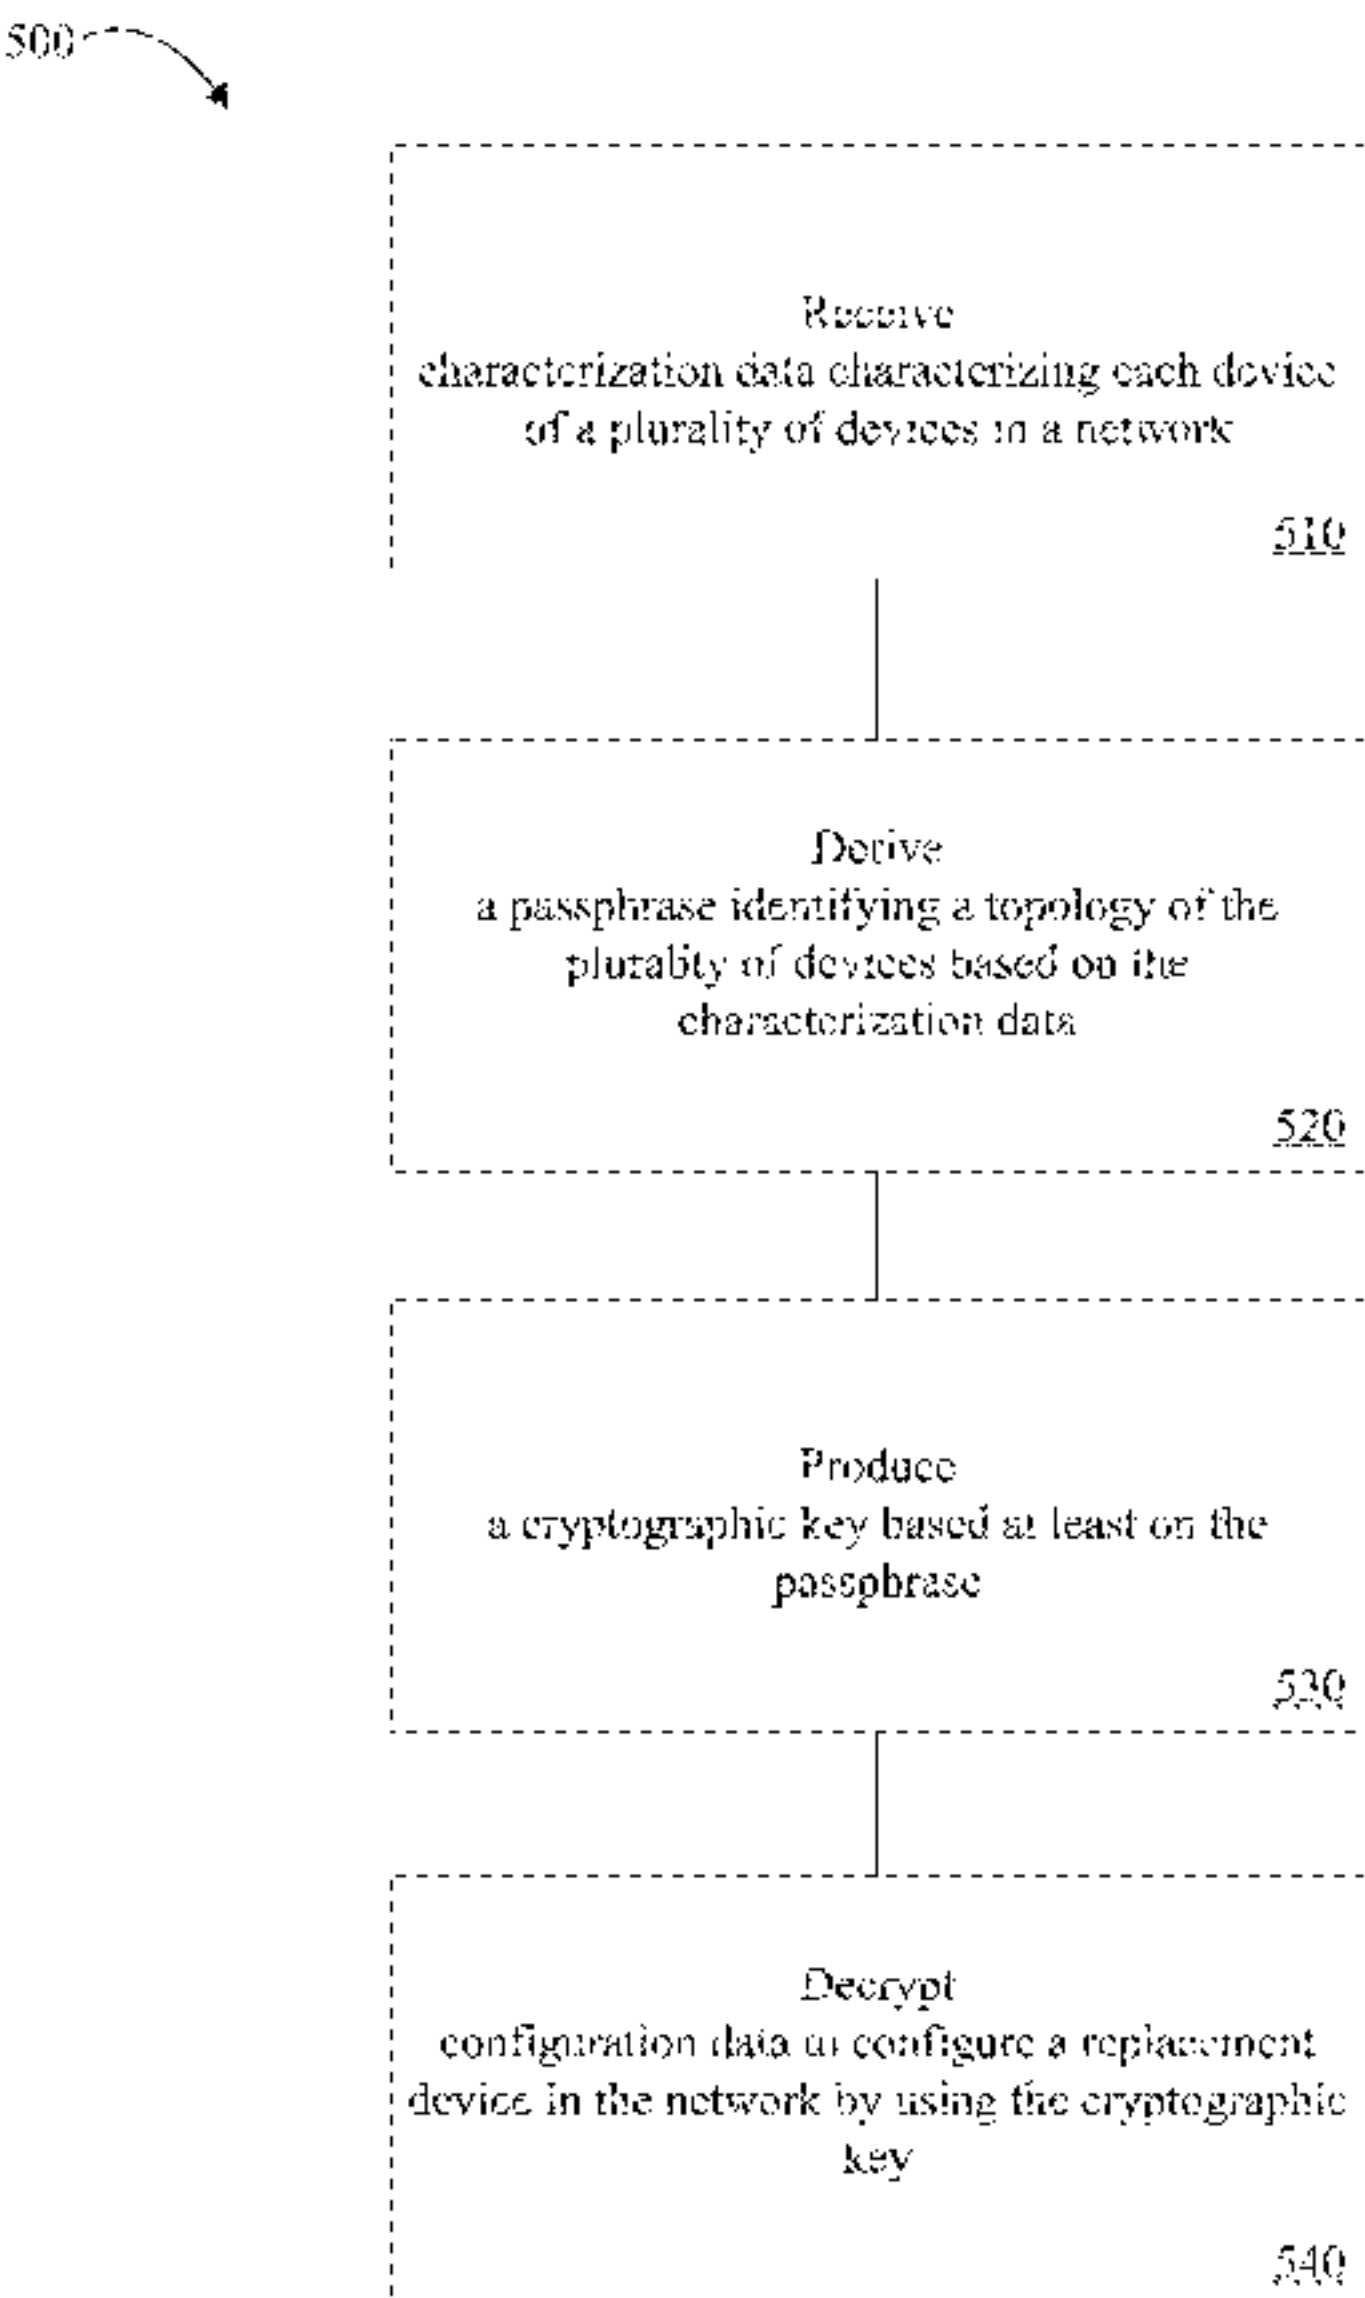 500
Receive
characterization data characterizing each device
of a plurality of devices in a network
510
Derive
a passphrase identifying a topology of the
plurality of devices based on the
characterization data
520
Produce
a cryptographic key based at least on the
passphrase
530
Decrypt
configuration data to configure a replacement
device in the network by using the cryptographic
key
540